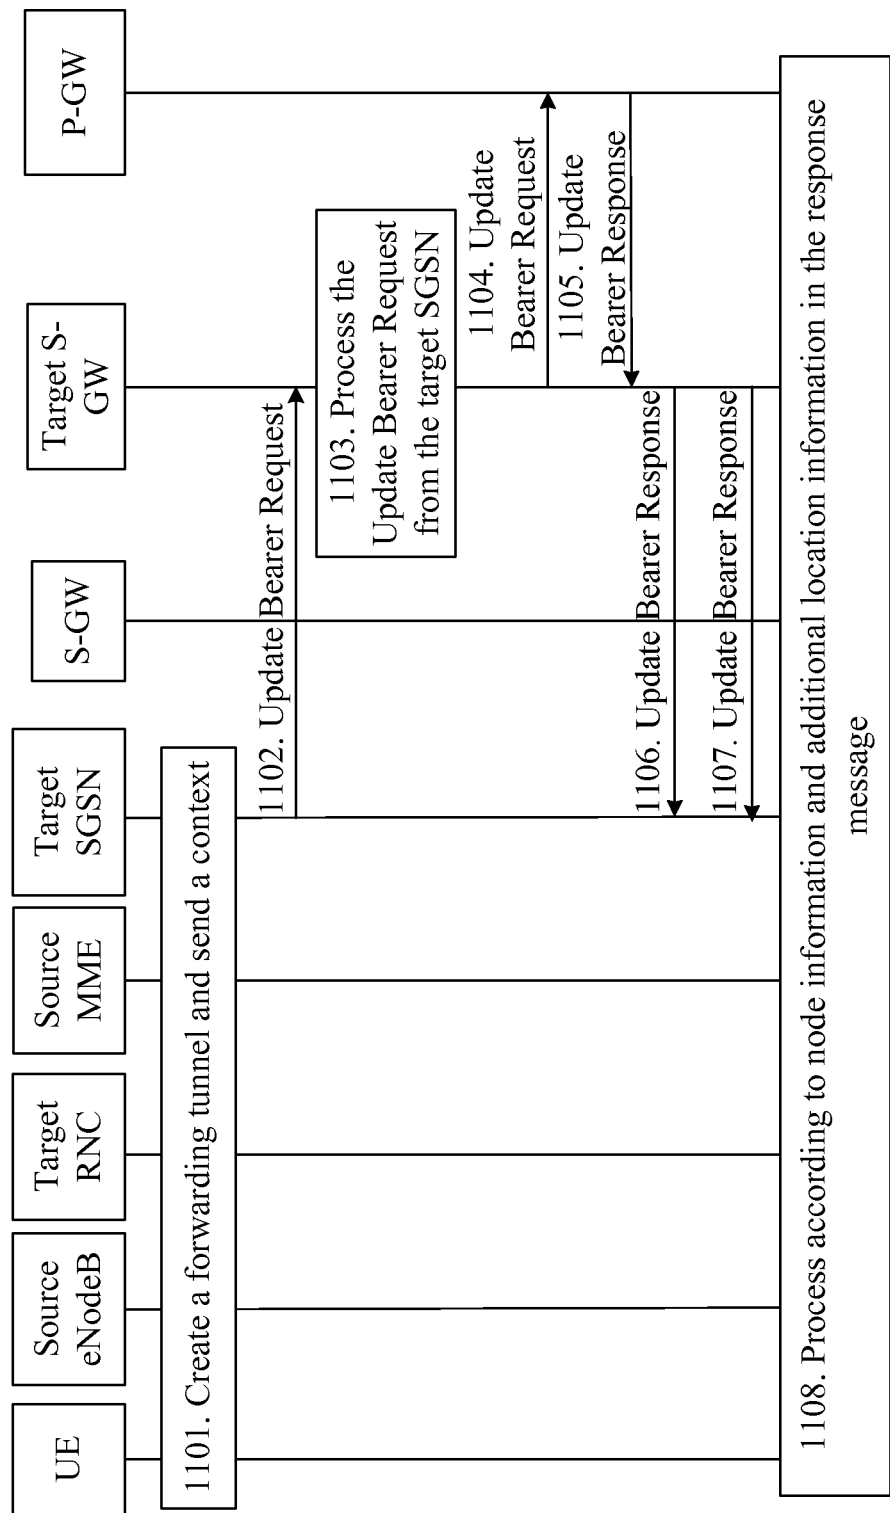 UE
Source
eNodeB
Target
RNC
Source
MME
Target
SGSN
S-GW
Target S-
GW
P-GW
1101. Create a forwarding tunnel and send a context
1102. Update Bearer Request
1103. Process the
Update Bearer Request
from the target SGSN
1104. Update
Bearer Request
1105. Update
Bearer Response
1106. Update Bearer Response
1107. Update Bearer Response
1108. Process according to node information and additional location information in the response
message